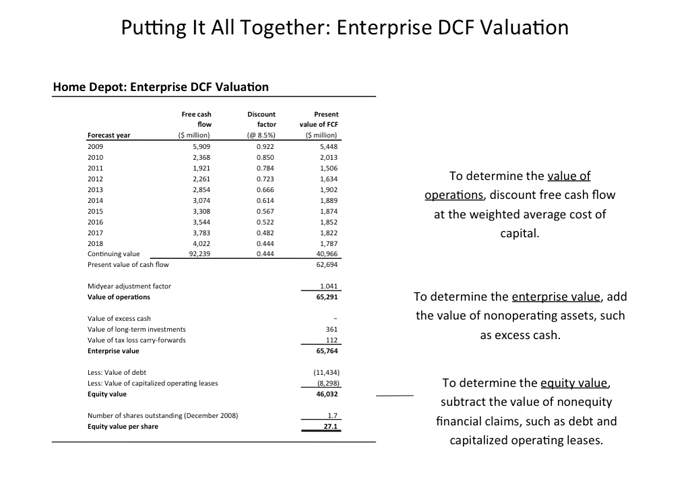 Putting It All Together: Enterprise DCF Valuation
Home Depot: Enterprise DCF Valuation
Free cash Discount Present
flow factor value of FCF
Forecast year ($ million) (@ 8.5%) ($ million)
2009 5,909 0.922 5,448
2010 2,368 0.850 2,013
2011 1,921 0.784 1,506
2012 2,261 0.723 1,634
2013 2,854 0.666 1,902
2014 3,074 0.614 1,889
2015 3,308 0.567 1,874
2016 3,544 0.522 1,852
2017 3,783 0.482 1,822
2018 4,022 0.444 1,787
Continuing value 92,239 0.444 40,966
Present value of cash flow 62,694
Midyear adjustment factor 1.041
Value of operations 65,291
Value of excess cash –
Value of long-term investments 361
Value of tax loss carry-forwards 112
Enterprise value 65,764
Less: Value of debt (11,434)
Less: Value of capitalized operating leases (8,298)
Equity value 46,032
Number of shares outstanding (December 2008) 1.7
Equity value per share 27.1
To determine the value of
operations, discount free cash flow
at the weighted average cost of
capital.
To determine the enterprise value, add
the value of nonoperating assets, such
as excess cash.
To determine the equity value,
subtract the value of nonequity
financial claims, such as debt and
capitalized operating leases.